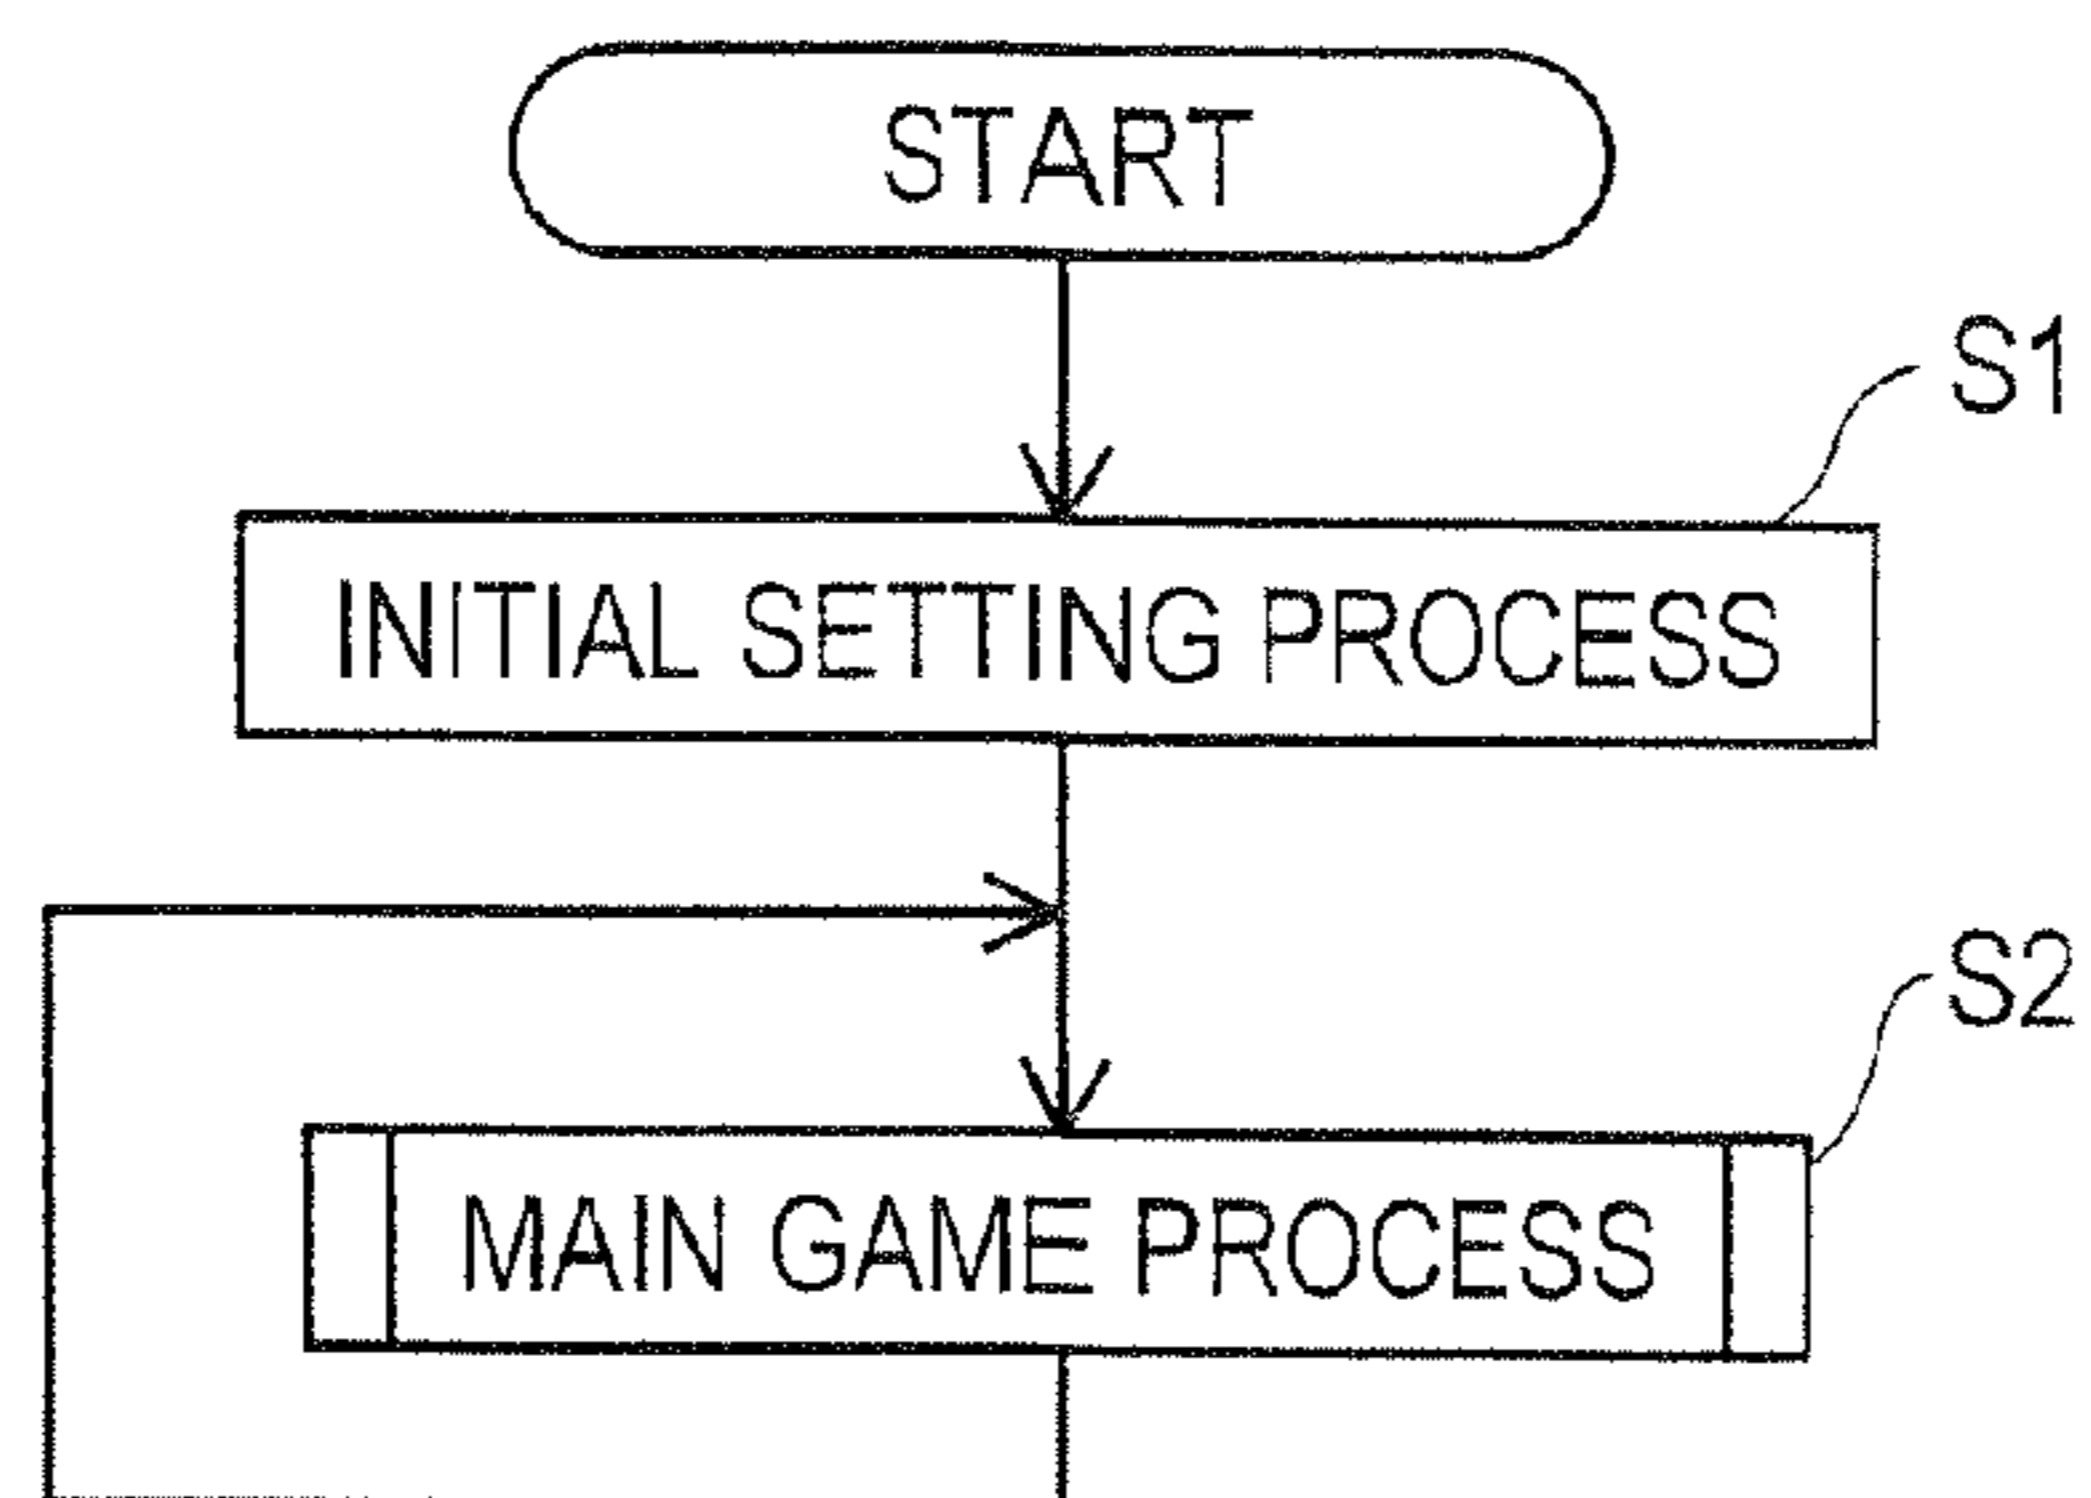 START
S1
INITIAL SETTING PROCESS
S2
MAIN GAME PROCESS